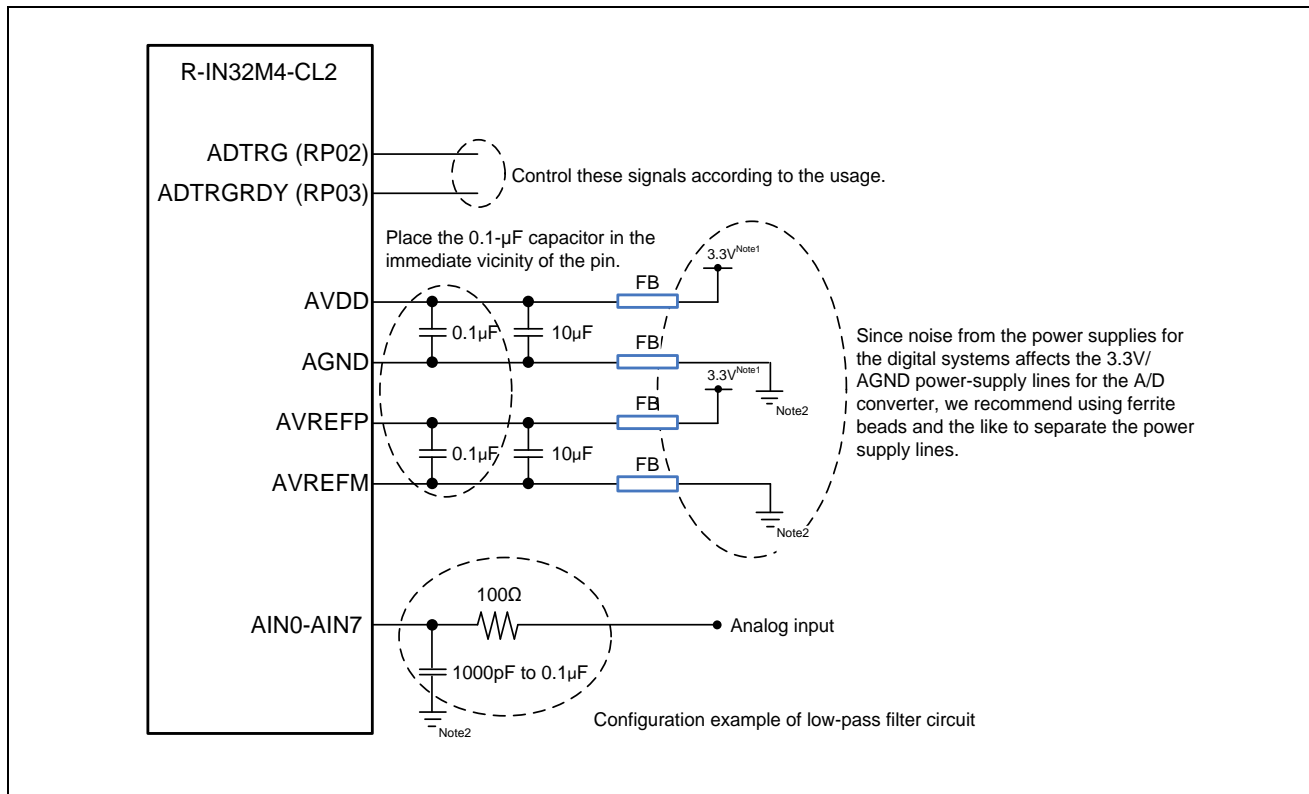 R-IN32M4-CL2
ADTRG (RP02)
ADTRGRDY (RP03)
Control these signals according to the usage.
Place the 0.1-μF capacitor in the
immediate vicinity of the pin.
3.3V Note1
FB
AVDD
0.1μF
10μF
FB
AGND
3.3V Note1
Note2
FB
AVREFP
0.1μF
10μF
FB
AVREFM
Note2
Since noise from the power supplies for
the digital systems affects the 3.3V/
AGND power-supply lines for the A/D
converter, we recommend using ferrite
beads and the like to separate the power
supply lines.
100Ω
AIN0-AIN7
Analog input
1000pF to 0.1μF
Note2
Configuration example of low-pass filter circuit